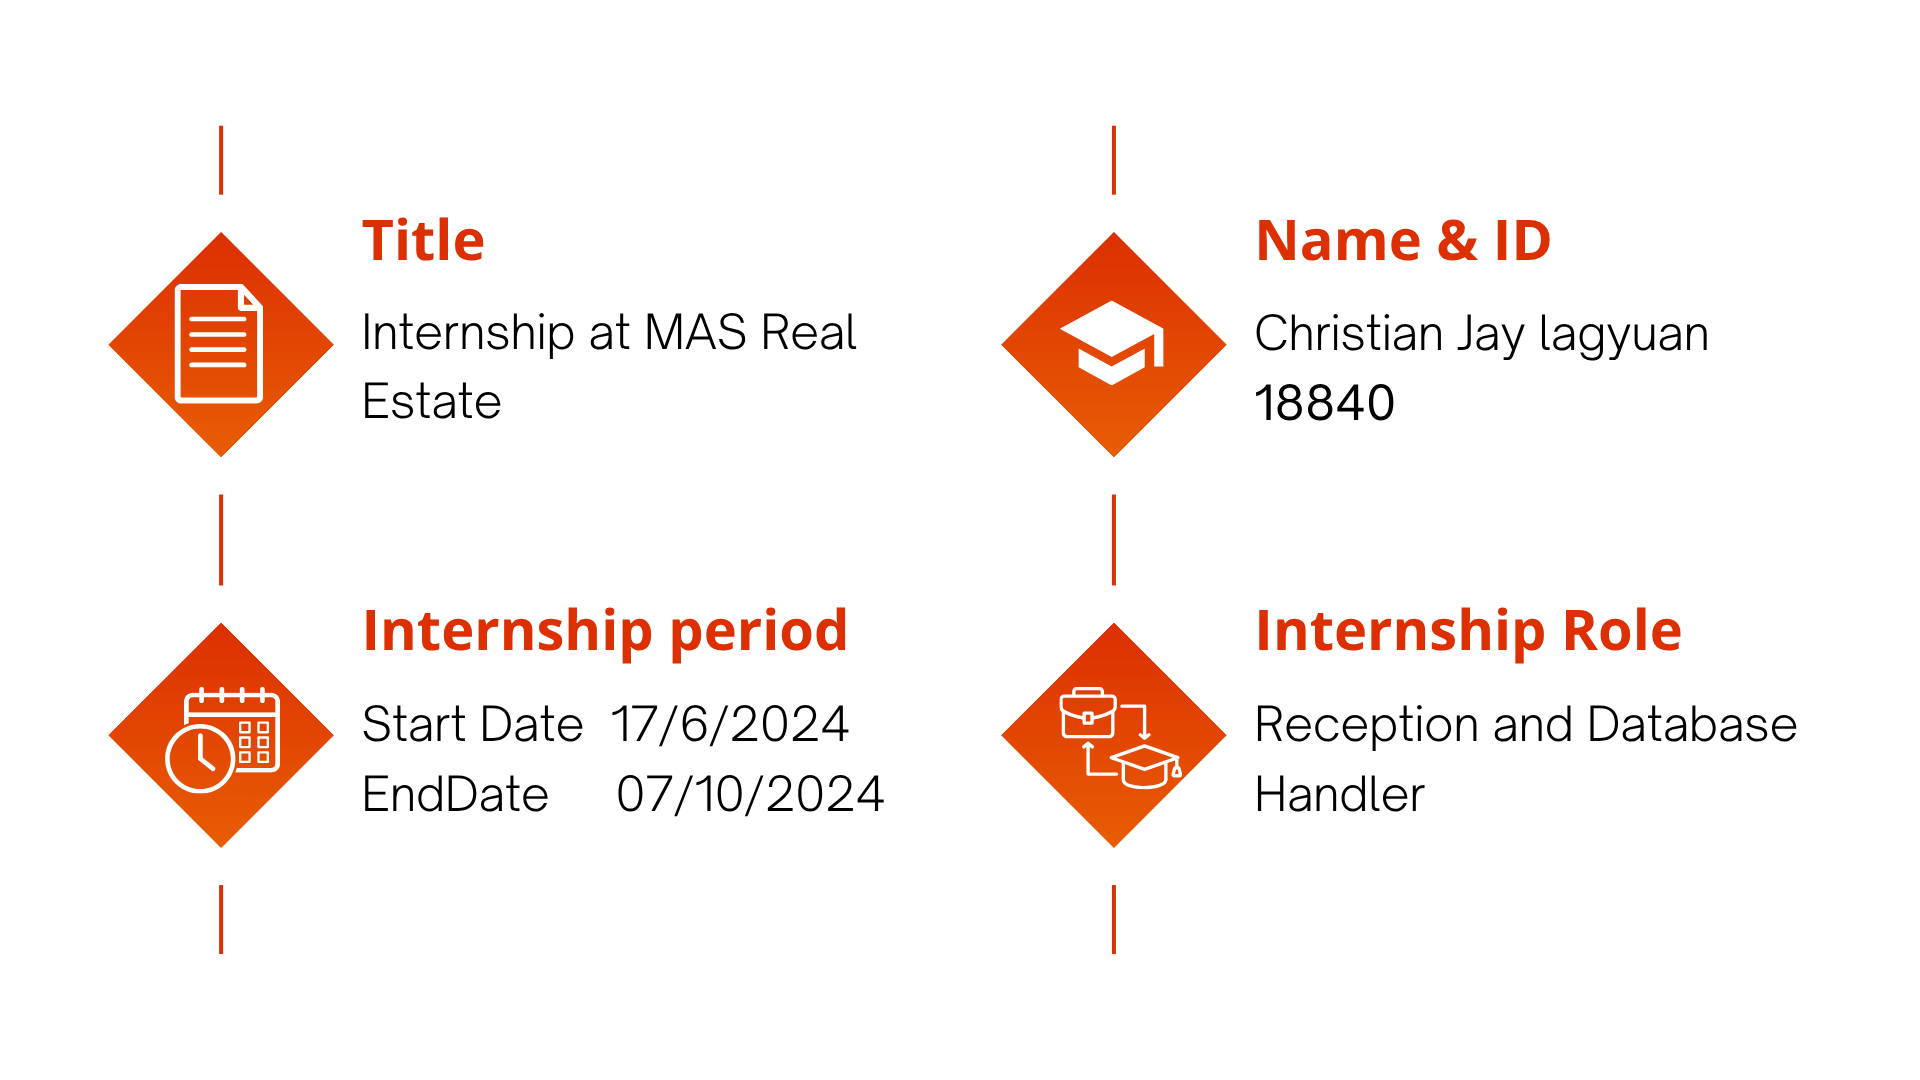 Title
Internship at MAS Real
Estate
Name & ID
Christian Jay lagyuan
18840
Internship period
Start Date 17/6/2024
EndDate 07/10/2024
Internship Role
Reception and Database
Handler